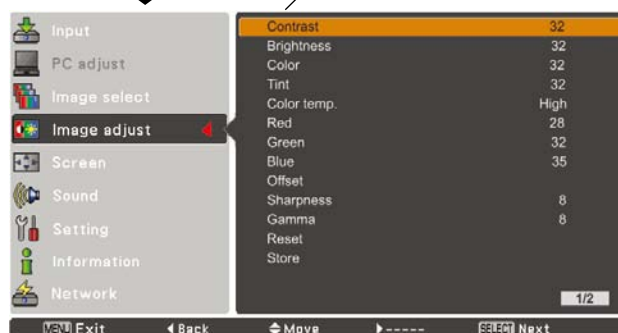 Input
PC adjust
Image select
Image adjust
Screen
Sound
Setting
Information
Network
Contrast 32
Brightness 32
Color 32
Tint 32
Color temp. High
Red 28
Green 32
Blue 35
Offset
Sharpness 8
Gamma 8
Reset
Store
1/2
MENU Exit Back Move ----- SELECT Next